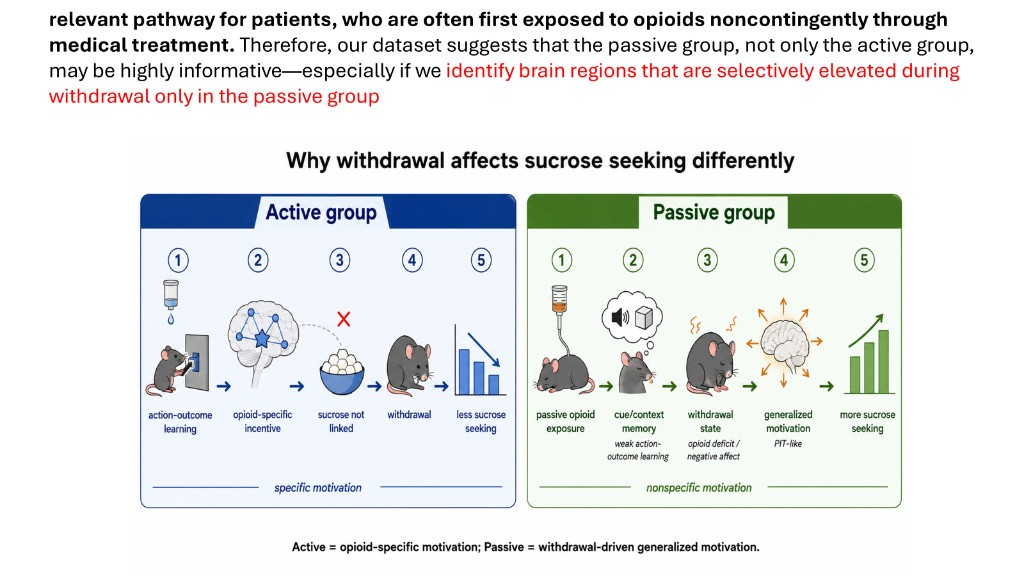 relevant pathway for patients, who are often first exposed to opioids noncontingently through
medical treatment. Therefore, our dataset suggests that the passive group, not only the active group,
may be highly informative—especially if we identify brain regions that are selectively elevated during
withdrawal only in the passive group
Why withdrawal affects sucrose seeking differently
Active group
1 2 3 4 5
action-outcome learning
opioid-specific incentive
sucrose not linked
withdrawal
less sucrose seeking
specific motivation
Passive group
1 2 3 4 5
passive opioid exposure
cue/context memory
weak action-outcome learning
withdrawal state
opioid deficit / negative affect
generalized motivation
PIT-like
more sucrose seeking
nonspecific motivation
Active = opioid-specific motivation; Passive = withdrawal-driven generalized motivation.